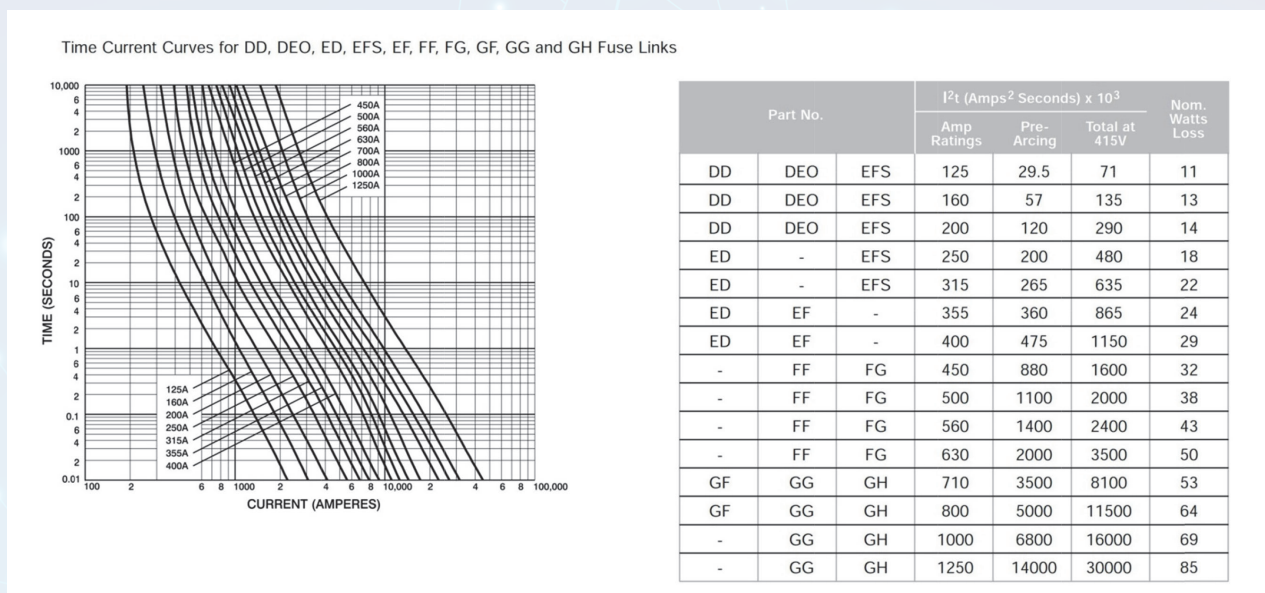 Time Current Curves for DD, DEO, ED, EFS, EF, FF, FG, GF, GG and GH Fuse Links
10,000
6
4
2
1000
6
4
2
100
6
4
2
10
6
4
2
1
6
4
2
0.1
6
4
2
0.01
TIME (SECONDS)
450A
500A
560A
630A
700A
800A
1000A
1250A
125A
160A
200A
250A
315A
355A
400A
100 2 6 8 1000 2 4 6 8 10,000 2 4 6 8 100,000
CURRENT (AMPERES)
Part No. I²t (Amps² Seconds) x 10³ Nom. Watts Loss
Amp Ratings Pre-Arcing Total at 415V
DD DEO EFS 125 29.5 71 11
DD DEO EFS 160 57 135 13
DD DEO EFS 200 120 290 14
ED - EFS 250 200 480 18
ED - EFS 315 265 635 22
ED EF - 355 360 865 24
ED EF - 400 475 1150 29
- FF FG 450 880 1600 32
- FF FG 500 1100 2000 38
- FF FG 560 1400 2400 43
- FF FG 630 2000 3500 50
GF GG GH 710 3500 8100 53
GF GG GH 800 5000 11500 64
- GG GH 1000 6800 16000 69
- GG GH 1250 14000 30000 85